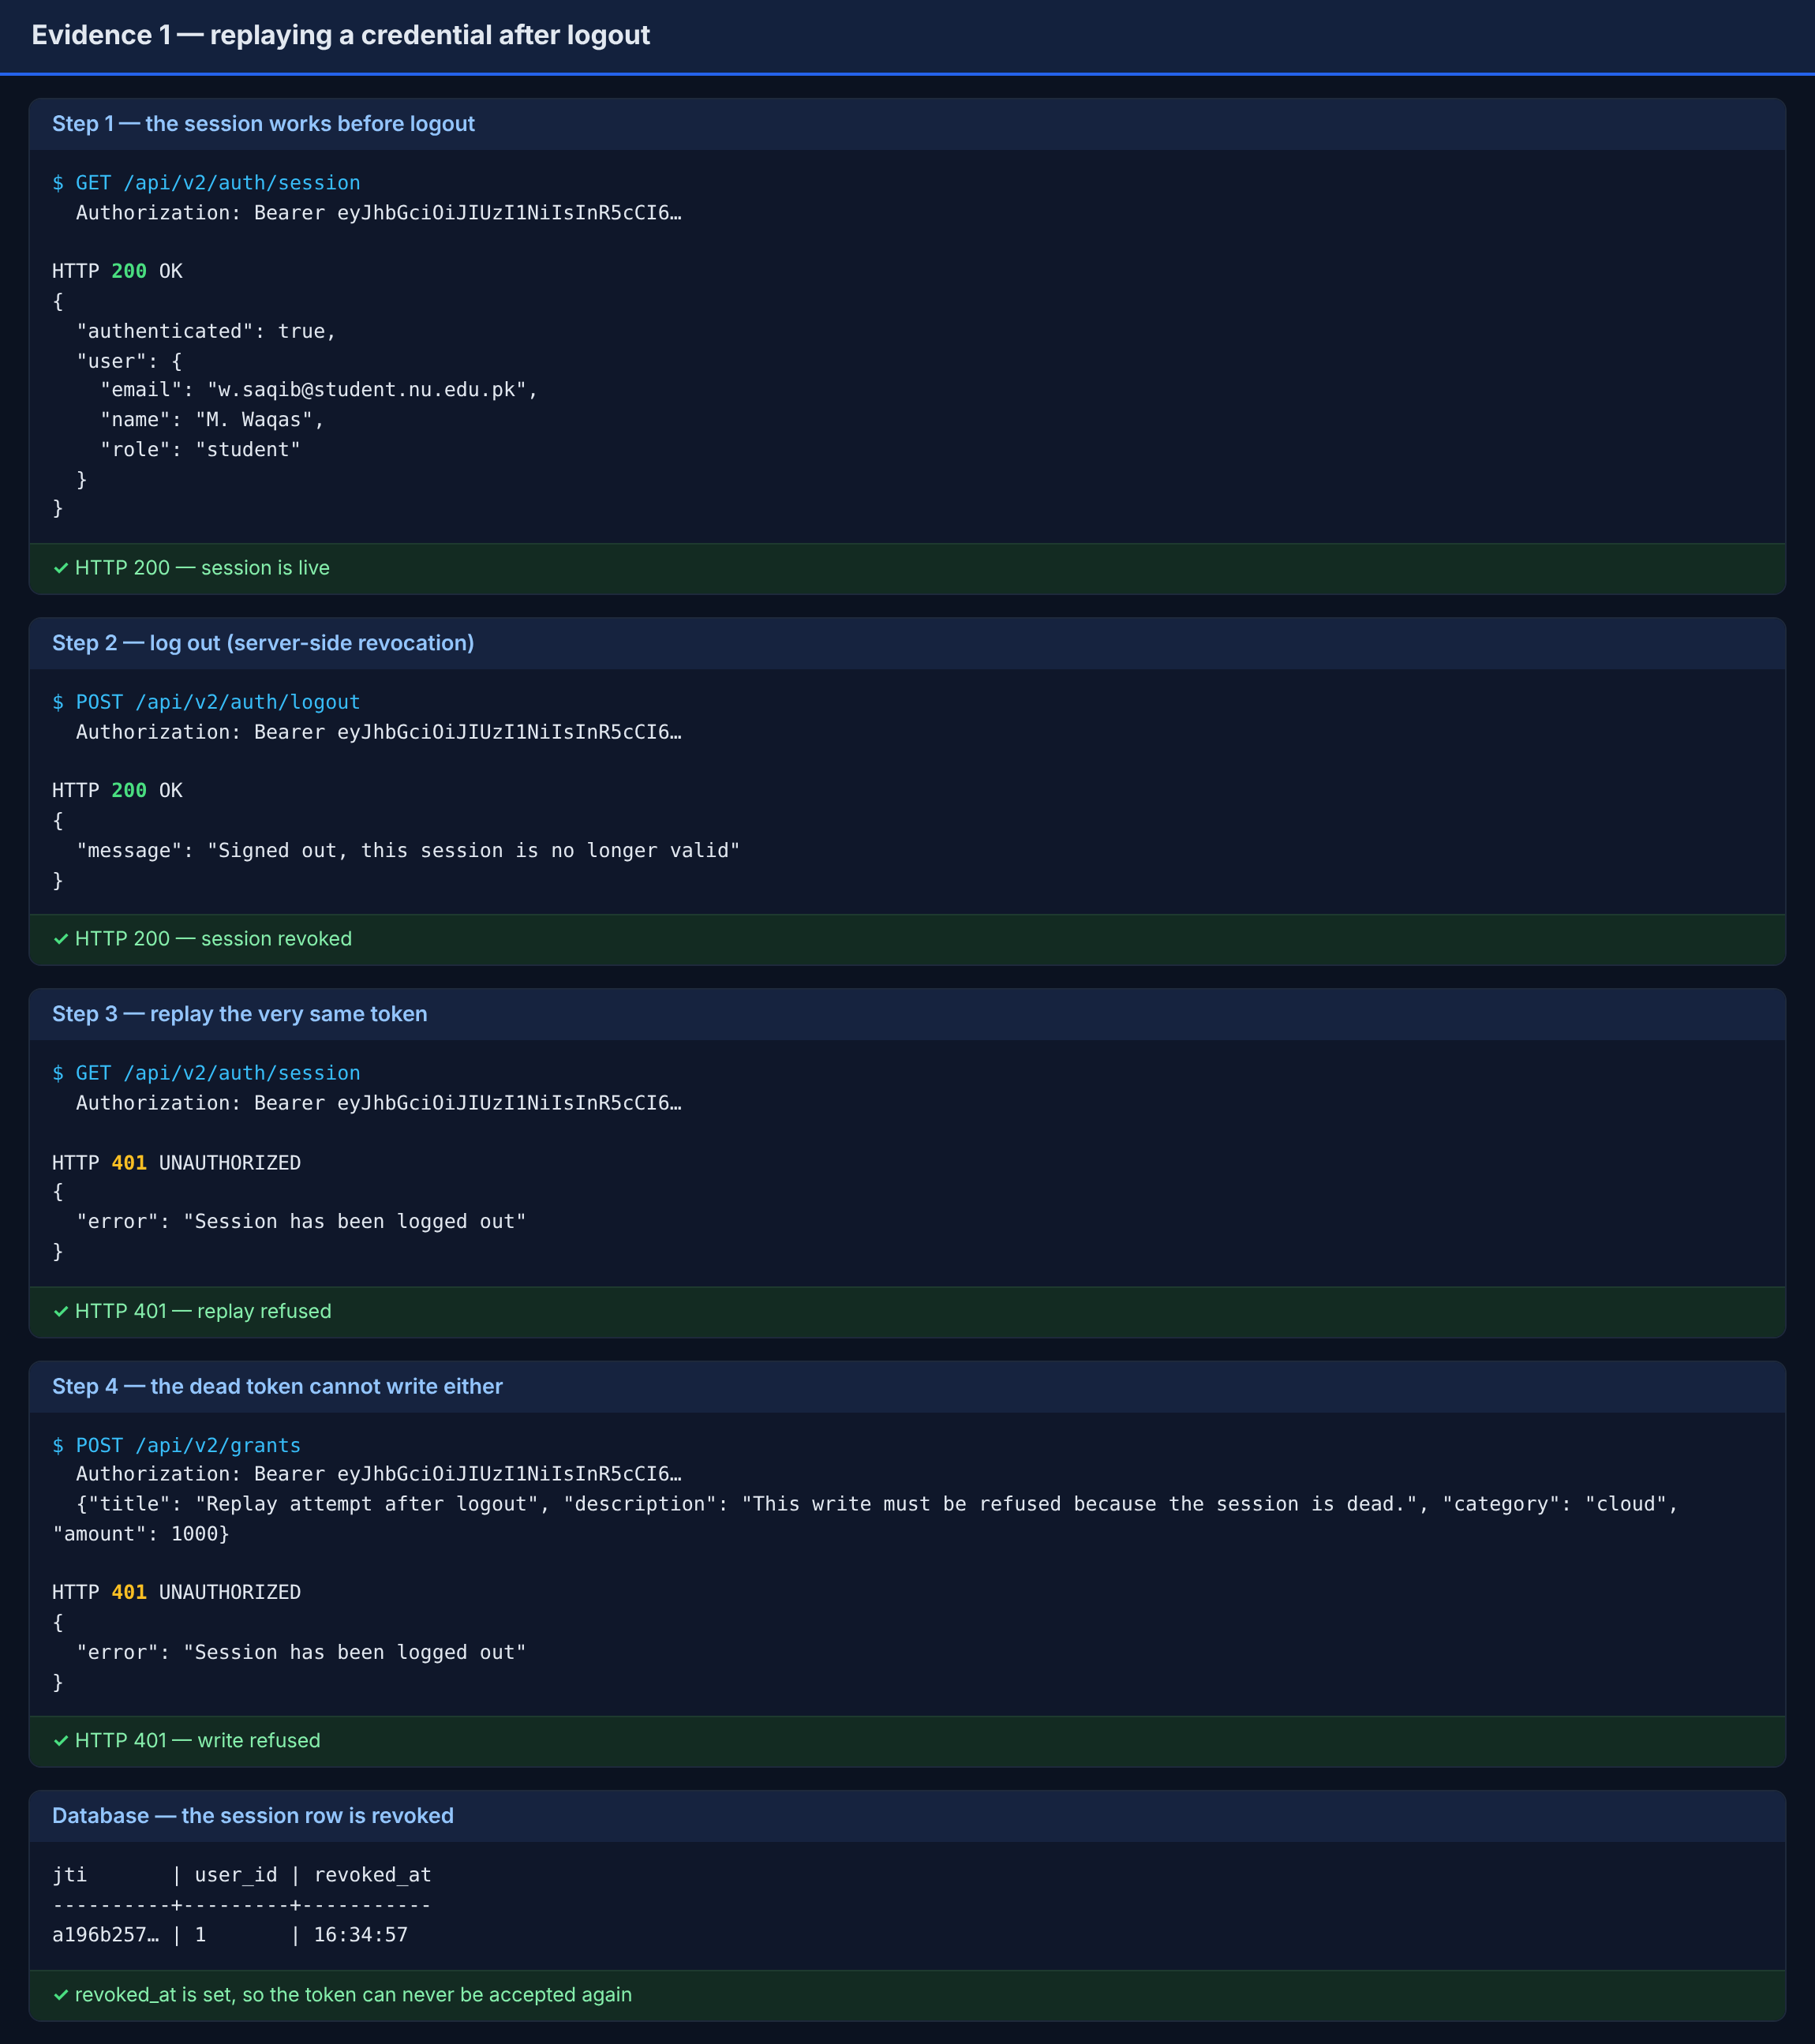 Evidence 1 — replaying a credential after logout
Step 1 — the session works before logout
$ GET /api/v2/auth/session
  Authorization: Bearer eyJhbGciOiJIUzI1NiIsInR5cCI6…
HTTP 200 OK
{
  "authenticated": true,
  "user": {
    "email": "w.saqib@student.nu.edu.pk",
    "name": "M. Waqas",
    "role": "student"
  }
}
✓ HTTP 200 — session is live
Step 2 — log out (server-side revocation)
$ POST /api/v2/auth/logout
  Authorization: Bearer eyJhbGciOiJIUzI1NiIsInR5cCI6…
HTTP 200 OK
{
  "message": "Signed out, this session is no longer valid"
}
✓ HTTP 200 — session revoked
Step 3 — replay the very same token
$ GET /api/v2/auth/session
  Authorization: Bearer eyJhbGciOiJIUzI1NiIsInR5cCI6…
HTTP 401 UNAUTHORIZED
{
  "error": "Session has been logged out"
}
✓ HTTP 401 — replay refused
Step 4 — the dead token cannot write either
$ POST /api/v2/grants
  Authorization: Bearer eyJhbGciOiJIUzI1NiIsInR5cCI6…
  {"title": "Replay attempt after logout", "description": "This write must be refused because the session is dead.", "category": "cloud",
"amount": 1000}
HTTP 401 UNAUTHORIZED
{
  "error": "Session has been logged out"
}
✓ HTTP 401 — write refused
Database — the session row is revoked
jti       | user_id | revoked_at
----------+---------+-----------
a196b257… | 1       | 16:34:57
✓ revoked_at is set, so the token can never be accepted again